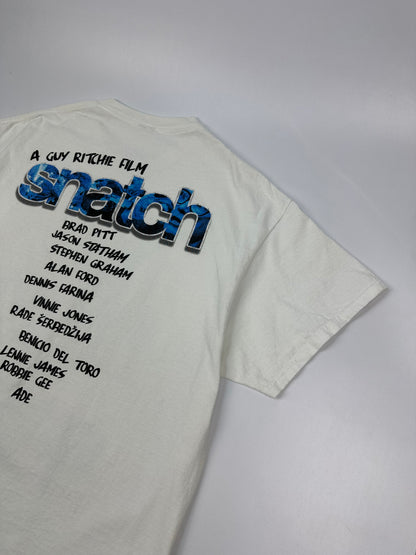 A GUY RITCHIE FILM
snatch
BRAD PITT
JASON STATHAM
STEPHEN GRAHAM
ALAN FORD
DENNIS FARINA
VINNIE JONES
RADE ŠERBEDŽIJA
BENICIO DEL TORO
LENNIE JAMES
ROBBIE GEE
ADE